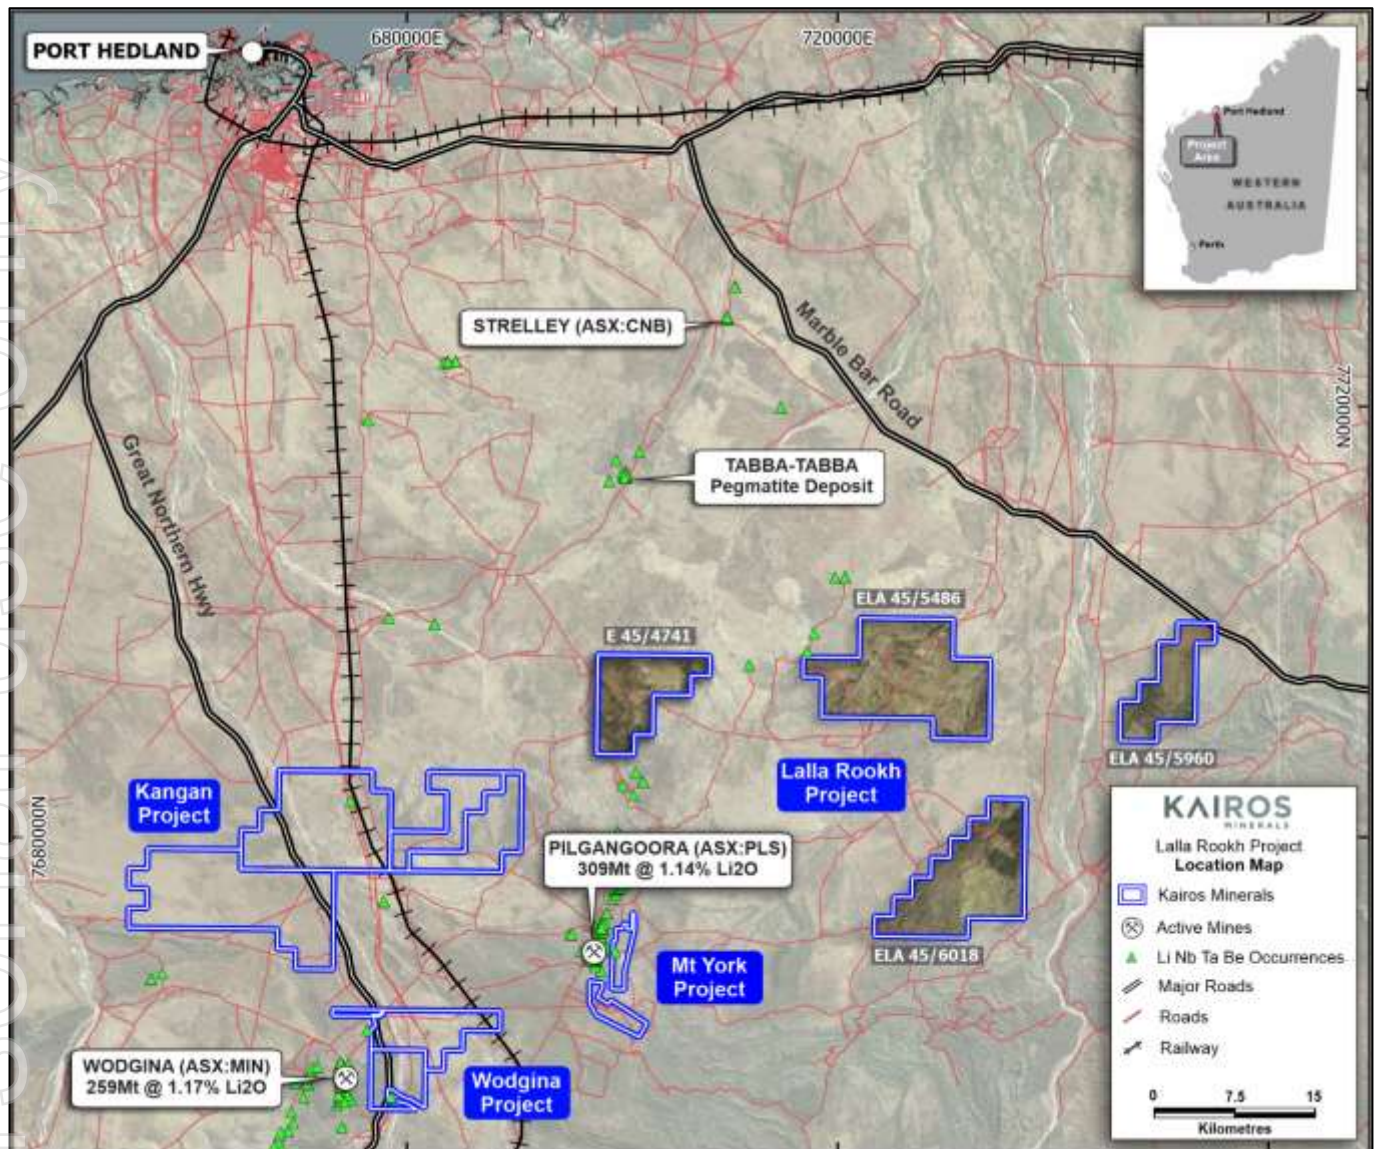 PORT HEDLAND
680000E
720000E
Port Hedland
Project
Area
WESTERN
AUSTRALIA
Perth
STRELLEY (ASX:CNB)
Marble Bar Road
7720000N
Great Northern Hwy
TABBA-TABBA
Pegmatite Deposit
ELA 45/5486
E 45/4741
ELA 45/5960
Kangan
Project
Lalla Rookh
Project
7680000N
PILGANGOORA (ASX:PLS)
309Mt @ 1.14% Li2O
ELA 45/6018
Mt York
Project
WODGINA (ASX:MIN)
259Mt @ 1.17% Li2O
Wodgina
Project
KAIROS
MINERALS
Lalla Rookh Project
Location Map
Kairos Minerals
Active Mines
Li Nb Ta Be Occurrences
Major Roads
Roads
Railway
0 7.5 15
Kilometres